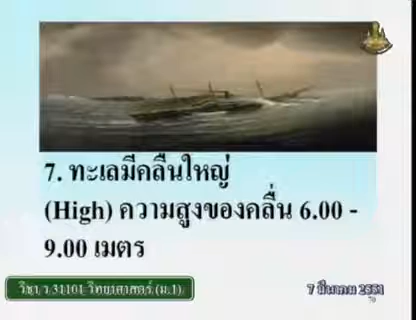 7. ทะเลมีคลื่นใหญ่
(High) ความสูงของคลื่น 6.00 -
9.00 เมตร
วิชา ว 31101 วิทยาศาสตร์ (ม.1)
7 มีนาคม 2551